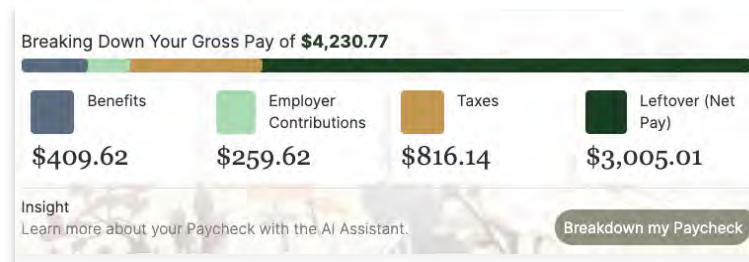 Breaking Down Your Gross Pay of $4,230.77
Benefits
$409.62
Employer
Contributions
$259.62
Taxes
$816.14
Leftover (Net
Pay)
$3,005.01
Insight
Learn more about your Paycheck with the AI Assistant.
Breakdown my Paycheck